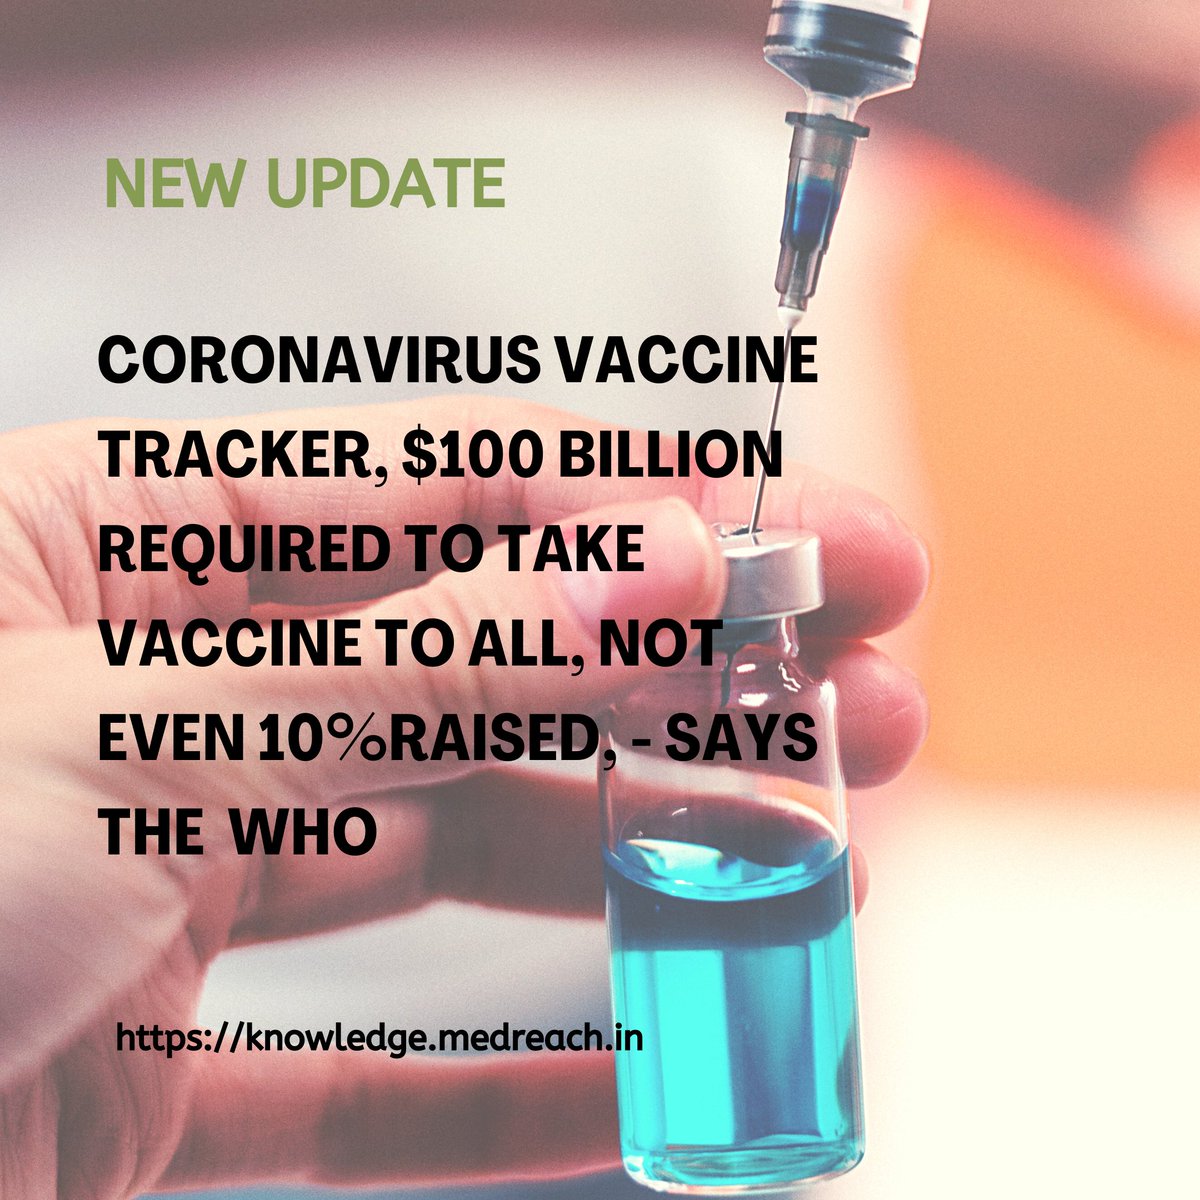 NEW UPDATE
CORONAVIRUS VACCINE
TRACKER, $100 BILLION
REQUIRED TO TAKE
VACCINE TO ALL, NOT
EVEN 10%RAISED, - SAYS
THE WHO
https://knowledge.medreach.in